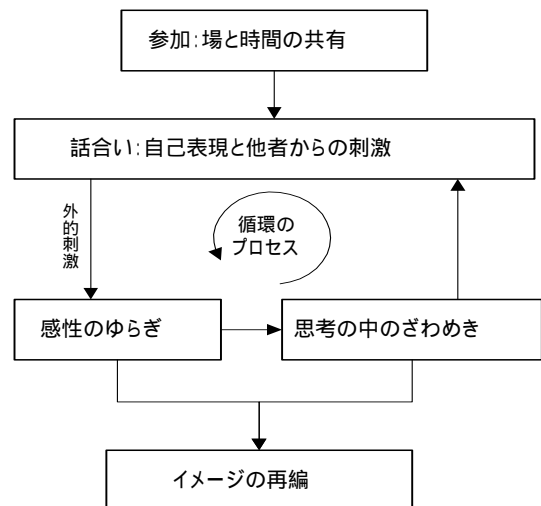 参加：場と時間の共有
話合い：自己表現と他者からの刺激
外的刺激
循環の
プロセス
感性のゆらぎ
思考の中のざわめき
イメージの再編